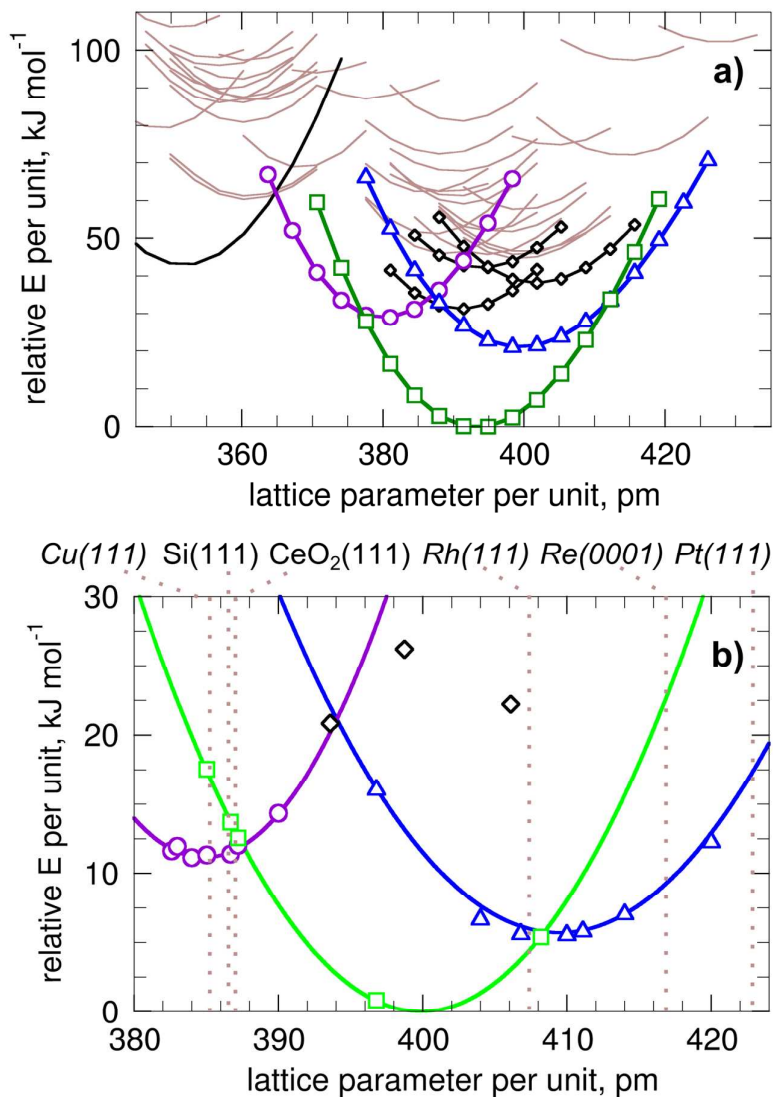 100
a)
50
0
relative E per unit, kJ mol⁻¹
360 380 400 420
lattice parameter per unit, pm
Cu(111) Si(111) CeO₂(111) Rh(111) Re(0001) Pt(111)
30
b)
20
10
0
relative E per unit, kJ mol⁻¹
380 390 400 410 420
lattice parameter per unit, pm